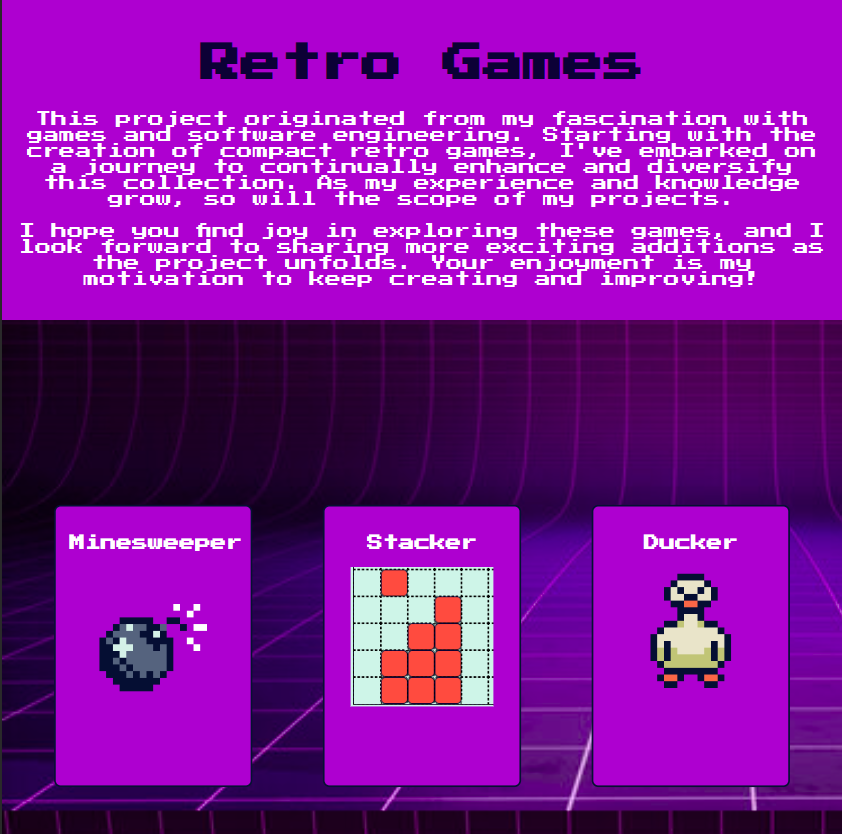 Retro Games
This project originated from my fascination with
games and software engineering. Starting with the
creation of compact retro games, I've embarked on
a journey to continually enhance and diversify
this collection. As my experience and knowledge
grow, so will the scope of my projects.
I hope you find joy in exploring these games, and I
look forward to sharing more exciting additions as
the project unfolds. Your enjoyment is my
motivation to keep creating and improving!
Minesweeper
Stacker
Ducker